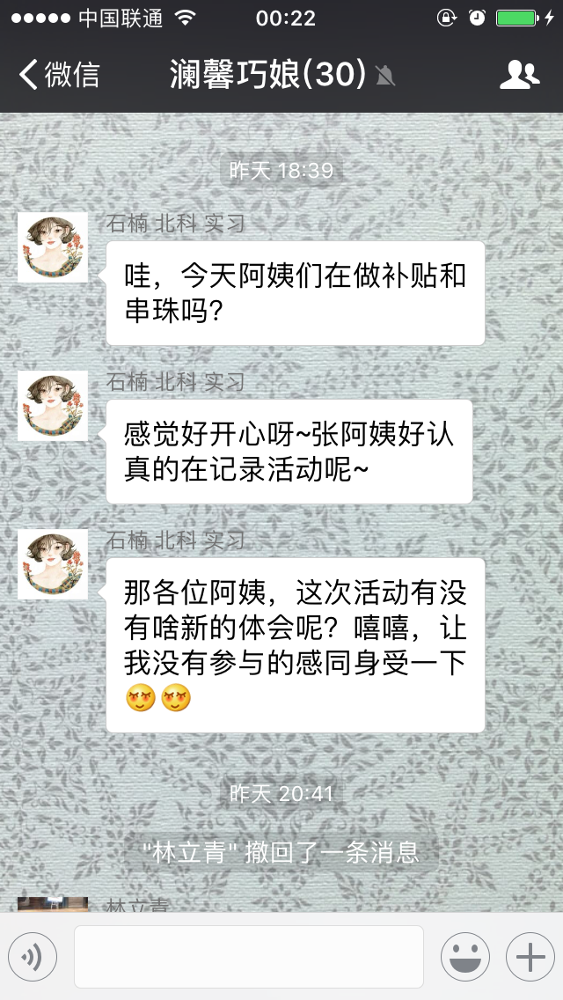 中国联通 00:22
微信 澜馨巧娘(30)
昨天 18:39
石楠 北科 实习
哇，今天阿姨们在做补贴和
串珠吗？
石楠 北科 实习
感觉好开心呀~张阿姨好认
真的在记录活动呢~
石楠 北科 实习
那各位阿姨，这次活动有没
有啥新的体会呢？嘻嘻，让
我没有参与的感同身受一下
昨天 20:41
"林立青" 撤回了一条消息
林立青